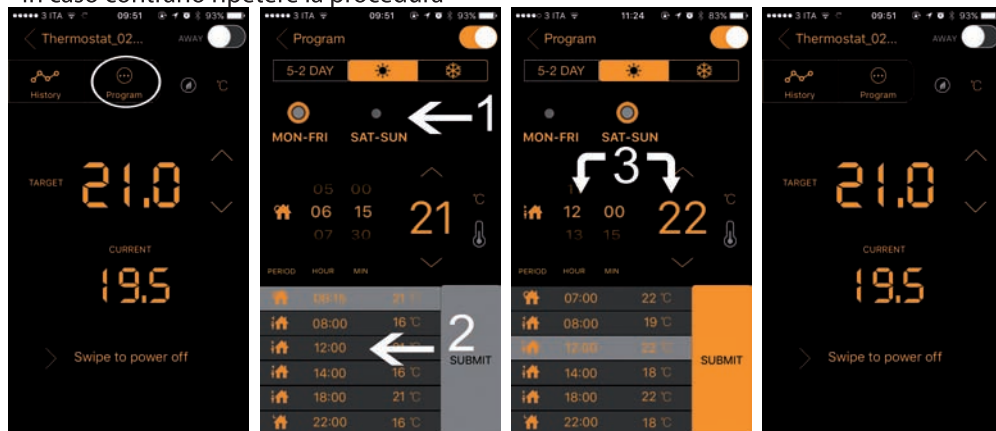 in caso contrario ripetere la procedura
3 ITA 09:51 93%
Thermostat_02... AWAY
History Program ℃
TARGET 21.0
CURRENT
19.5
Swipe to power off
3 ITA 09:51 93%
Program
5-2 DAY
1
MON-FRI SAT-SUN
05 00
06 15 21 ℃
07 30
PERIOD HOUR MIN
06:15 21 ℃
08:00 16 ℃
12:00 21 ℃
2
SUBMIT
14:00 16 ℃
18:00 21 ℃
22:00 16 ℃
3 ITA 11:24 83%
Program
5-2 DAY
MON-FRI SAT-SUN
3
12 00 22 ℃
13 15
PERIOD HOUR MIN
07:00 22 ℃
08:00 19 ℃
12:00 22 ℃
SUBMIT
14:00 18 ℃
18:00 22 ℃
22:00 18 ℃
3 ITA 09:51 93%
Thermostat_02... AWAY
History Program ℃
TARGET 21.0
CURRENT
19.5
Swipe to power off